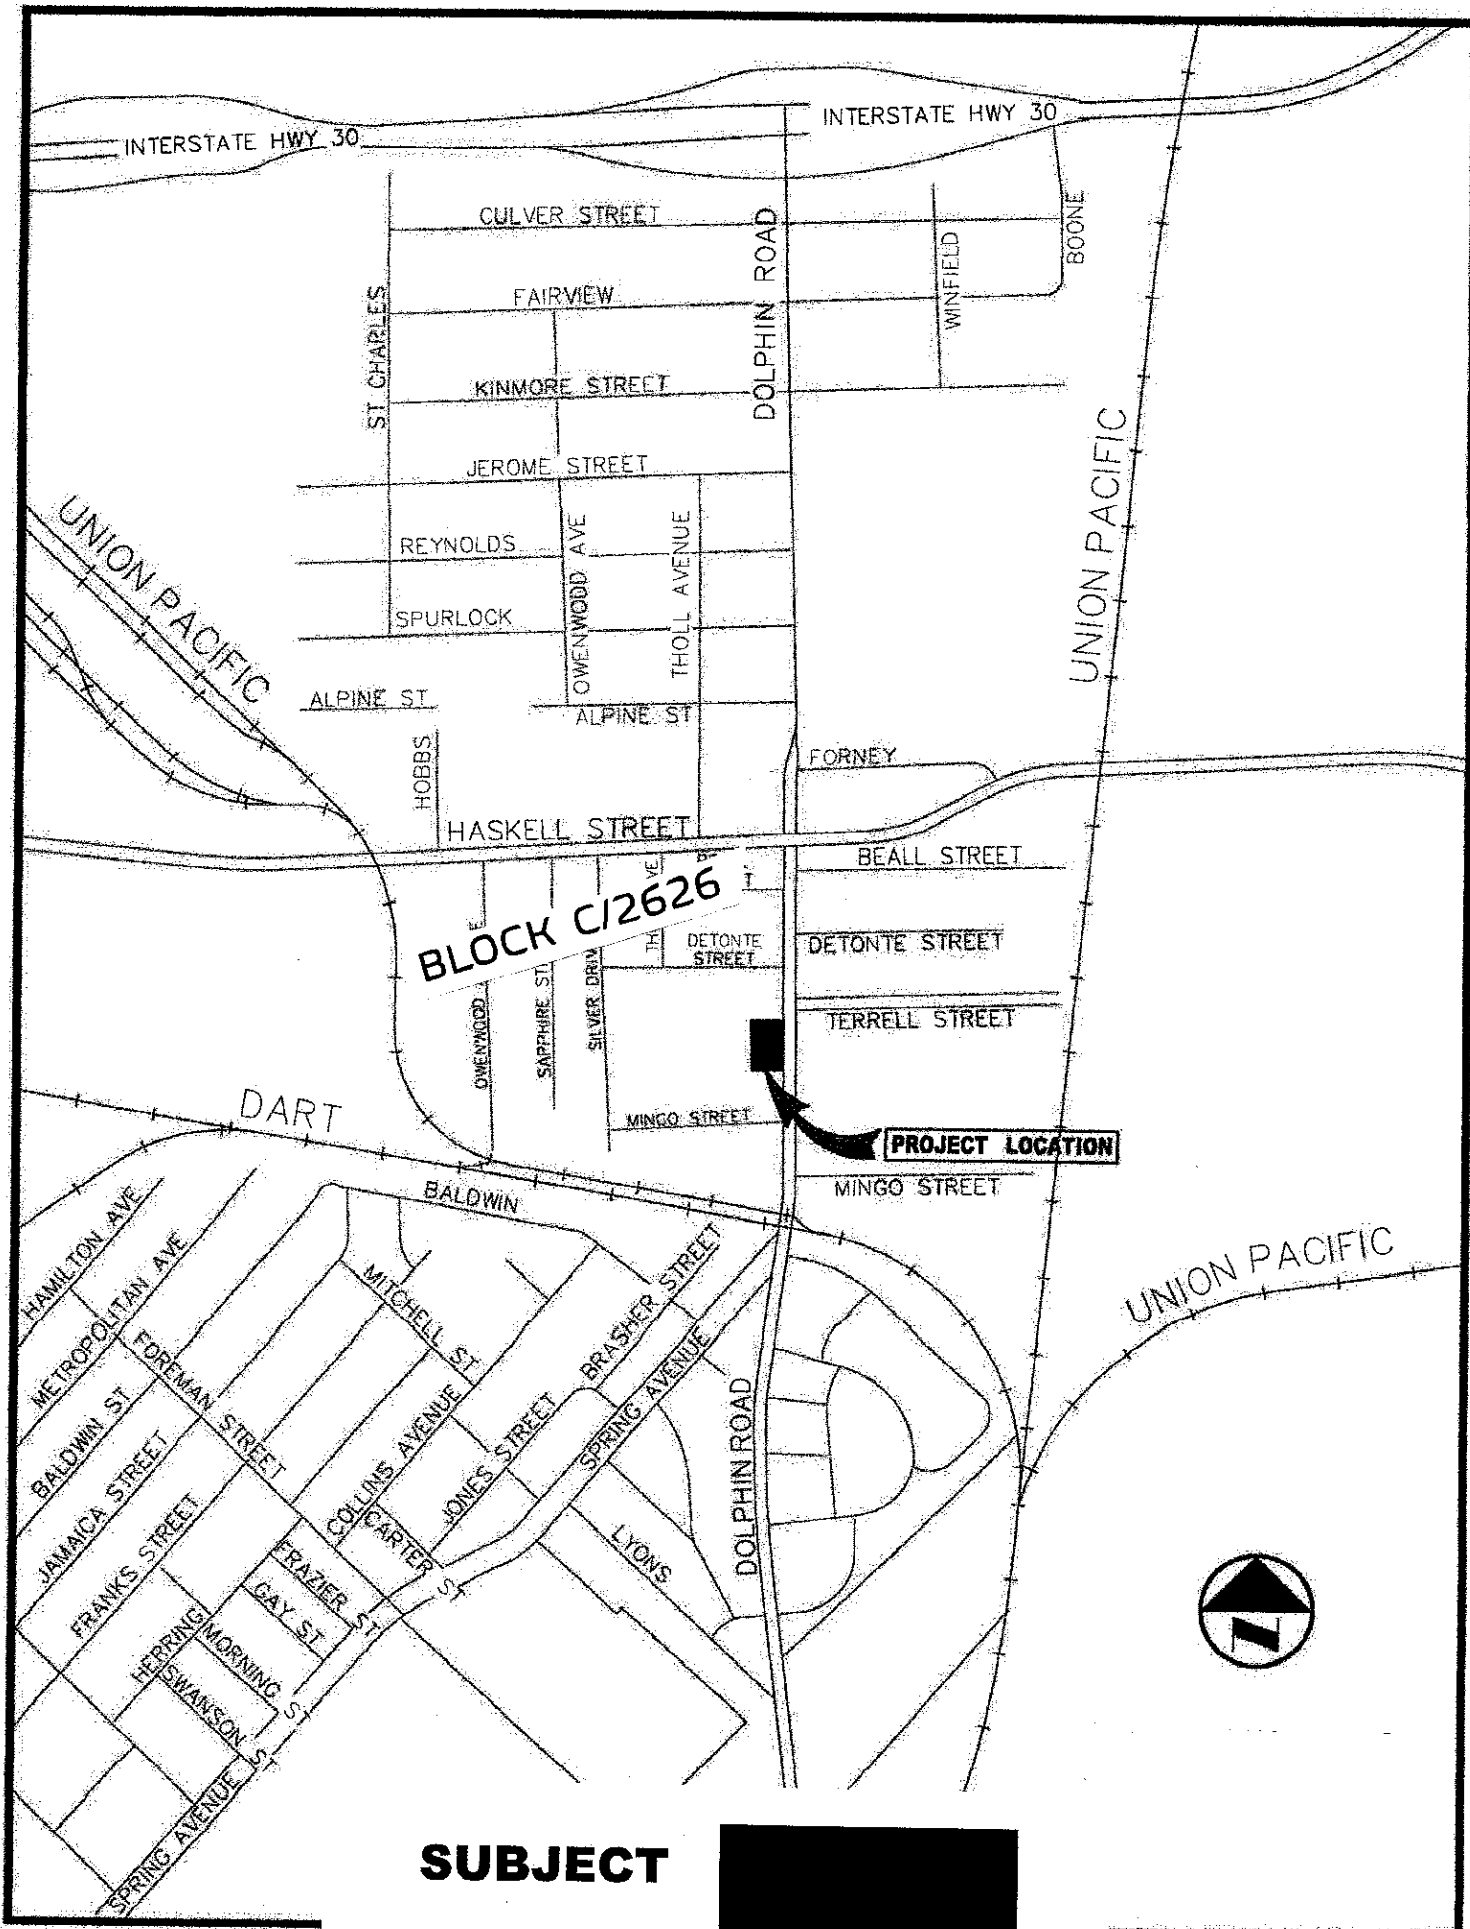 INTERSTATE HWY 30
INTERSTATE HWY 30
CULVER STREET
DOLPHIN ROAD
WINFIELD
BOONE
ST CHARLES
FAIRVIEW
KINMORE STREET
JEROME STREET
UNION PACIFIC
UNION PACIFIC
REYNOLDS
OWENWOOD AVE
THOLL AVENUE
SPURLOCK
ALPINE ST
ALPINE ST
HOBBS
FORNEY
HASKELL STREET
BEALL STREET
BLOCK C/2626
DETONTE
STREET
DETONTE STREET
OWENWOOD
SAPPHIRE
SILVER
TERRELL STREET
DART
MINGO STREET
PROJECT LOCATION
MINGO STREET
BALDWIN
HAMILTON AVE
METROPOLITAN AVE
MITCHELL ST
BRASHER STREET
UNION PACIFIC
FOREMAN STREET
SPRING AVENUE
BALDWIN ST
COLLINS AVENUE
JONES STREET
DOLPHIN ROAD
JAMAICA STREET
FRANKS STREET
CARTER ST
LYONS
FRAZIER ST
GAY ST
HERRING
MORNING ST
SWANSON ST
SPRING AVENUE
N
SUBJECT